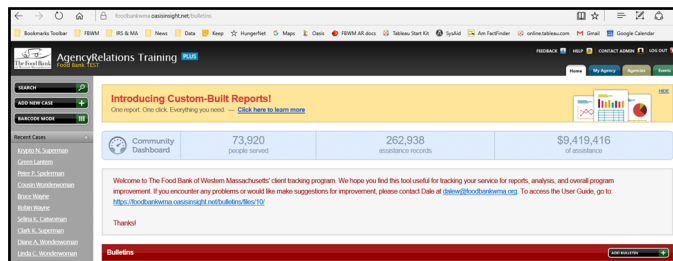 foodbankwma.oasisinsight.net/bulletins
Bookmarks Toolbar FBWM IRS & MA News Data Keep HungerNet Maps Oasis FBWM AR.docs Tableau Start Kit SysAid Am FactFinder online.tableau.com Gmail Google Calendar
FEEDBACK HELP CONTACT ADMIN LOG OUT
The Food Bank
AgencyRelations Training PLUS
Food Bank TEST
Home My Agency Agencies Events
SEARCH
ADD NEW CASE
BARCODE MODE
Recent Cases
Krypto N. Superman
Green Lantern
Peter P. Spiderman
Cousin Wonderwoman
Bruce Wayne
Robin Wayne
Selina K. Catwoman
Clark K. Superman
Diane A. Wonderwoman
Linda C. Wonderwoman
HIDE
Introducing Custom-Built Reports!
One report. One click. Everything you need. — Click here to learn more
Community Dashboard
73,920
people served
262,938
assistance records
$9,419,416
of assistance
Welcome to The Food Bank of Western Massachusetts' client tracking program. We hope you find this tool useful for tracking your service for reports, analysis, and overall program
improvement. If you encounter any problems or would like make suggestions for improvement, please contact Dale at dalew@foodbankwma.org. To access the User Guide, go to:
https://foodbankwma.oasisinsight.net/bulletins/files/10/
Thanks!
Bulletins
ADD BULLETIN